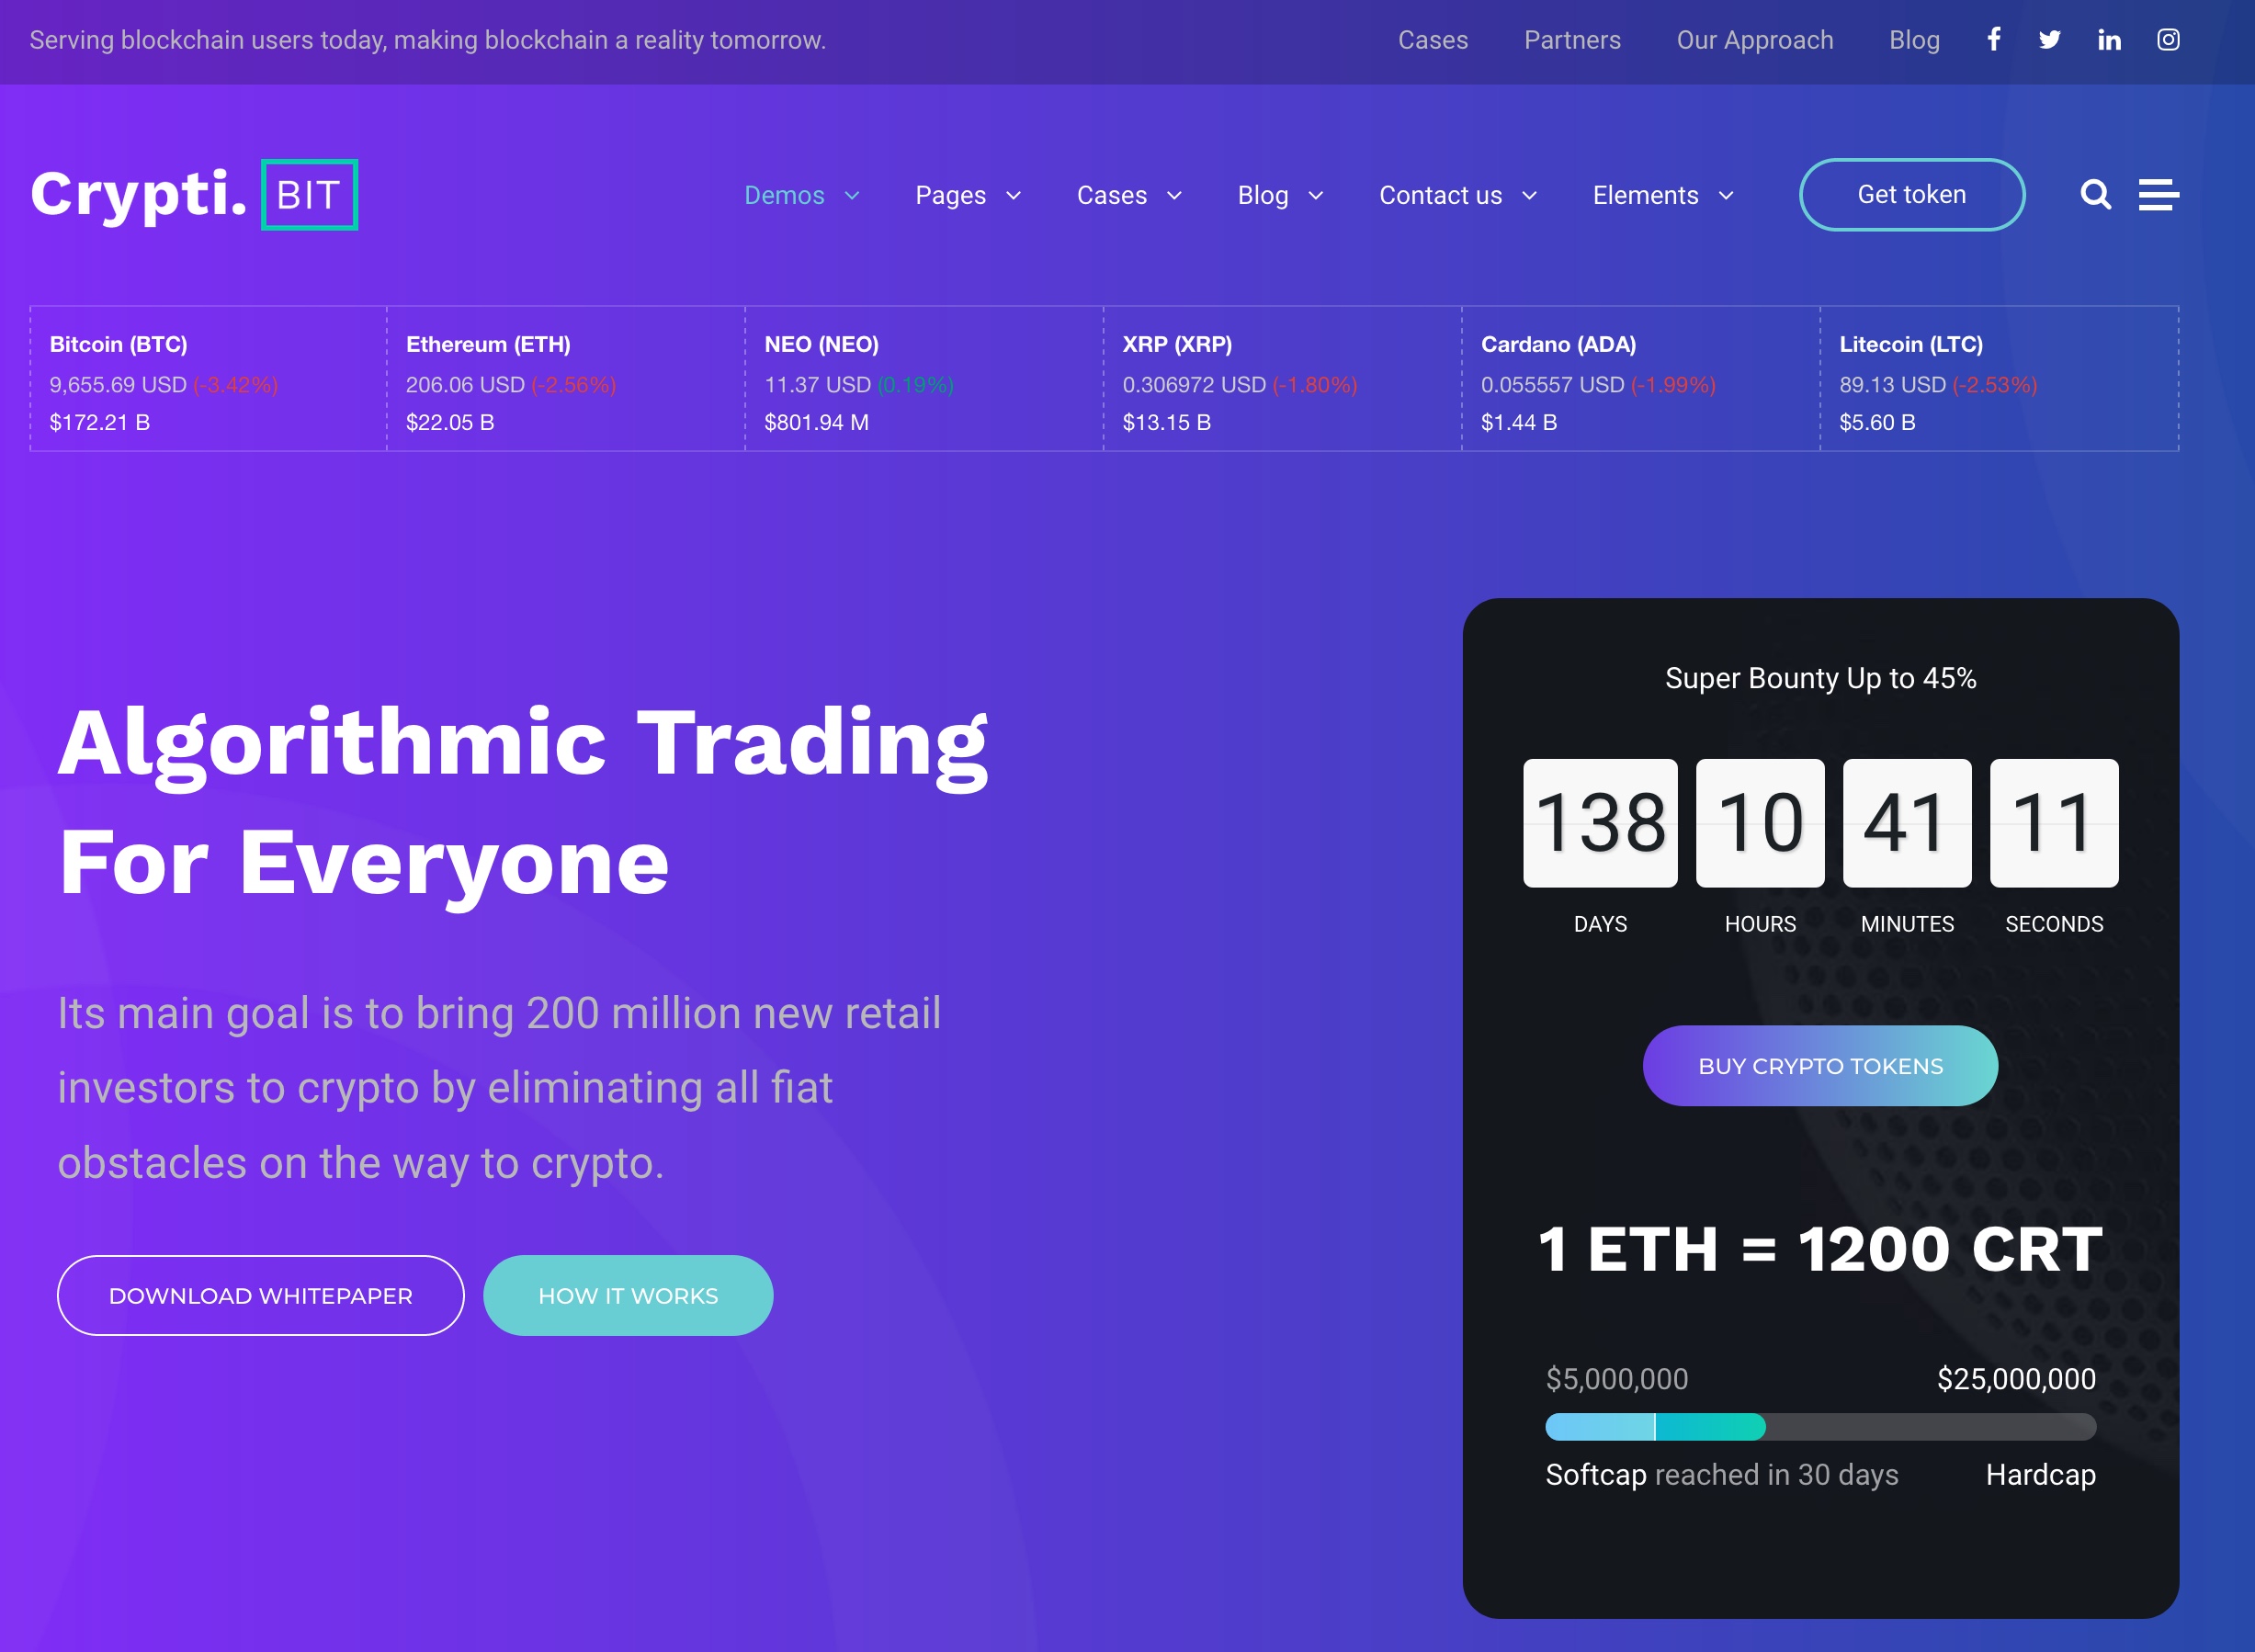 Serving blockchain users today, making blockchain a reality tomorrow.
Cases Partners Our Approach Blog
Crypti. BIT
Demos Pages Cases Blog Contact us Elements Get token
Bitcoin (BTC)
9,655.69 USD (-3.42%)
$172.21 B
Ethereum (ETH)
206.06 USD (-2.56%)
$22.05 B
NEO (NEO)
11.37 USD (0.19%)
$801.94 M
XRP (XRP)
0.306972 USD (-1.80%)
$13.15 B
Cardano (ADA)
0.055557 USD (-1.99%)
$1.44 B
Litecoin (LTC)
89.13 USD (-2.53%)
$5.60 B
Algorithmic Trading
For Everyone
Its main goal is to bring 200 million new retail
investors to crypto by eliminating all fiat
obstacles on the way to crypto.
DOWNLOAD WHITEPAPER HOW IT WORKS
Super Bounty Up to 45%
138 10 41 11
DAYS HOURS MINUTES SECONDS
BUY CRYPTO TOKENS
1 ETH = 1200 CRT
$5,000,000 $25,000,000
Softcap reached in 30 days Hardcap